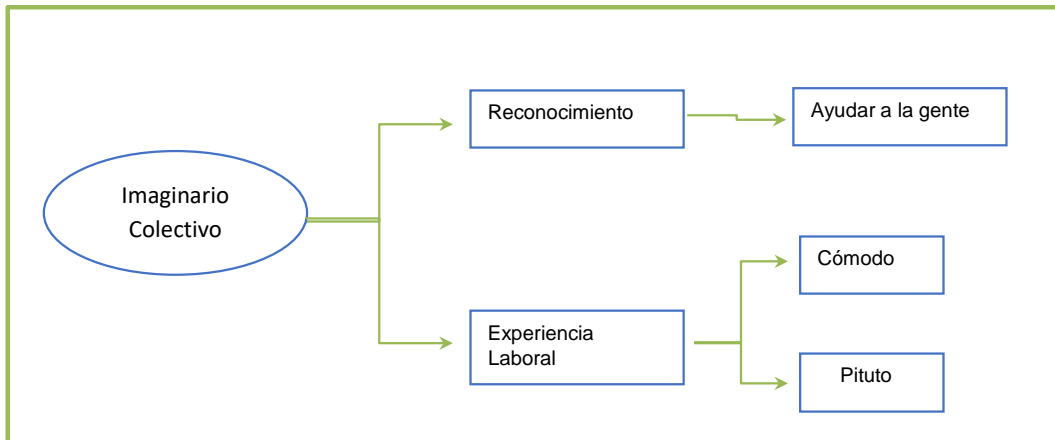 Imaginario
Colectivo
Reconocimiento
Ayudar a la gente
Experiencia
Laboral
Cómodo
Pituto